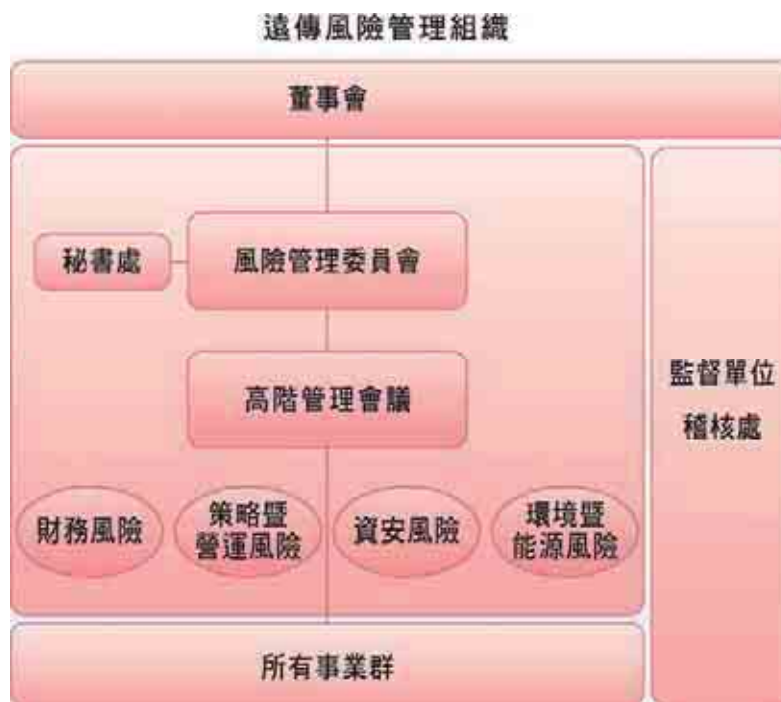 遠傳風險管理組織
董事會
秘書處
風險管理委員會
高階管理會議
財務風險
策略暨
營運風險
資安風險
環境暨
能源風險
監督單位
稽核處
所有事業群